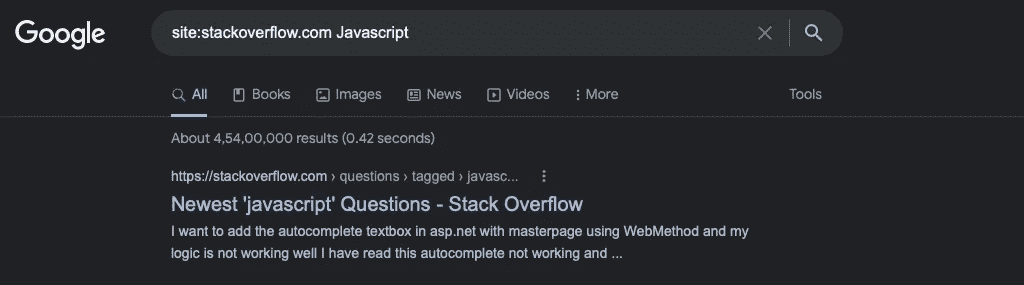 Google
site:stackoverflow.com Javascript
All Books Images News Videos More Tools
About 4,54,00,000 results (0.42 seconds)
https://stackoverflow.com › questions › tagged › javasc...
Newest 'javascript' Questions - Stack Overflow
I want to add the autocomplete textbox in asp.net with masterpage using WebMethod and my
logic is not working well I have read this autocomplete not working and ...